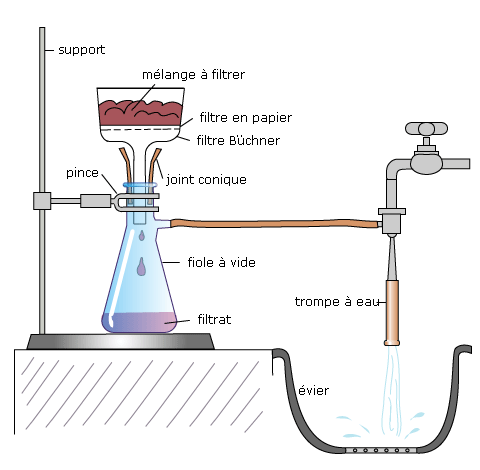 support
mélange à filtrer
filtre en papier
filtre Büchner
pince
joint conique
fiole à vide
trompe à eau
filtrat
évier